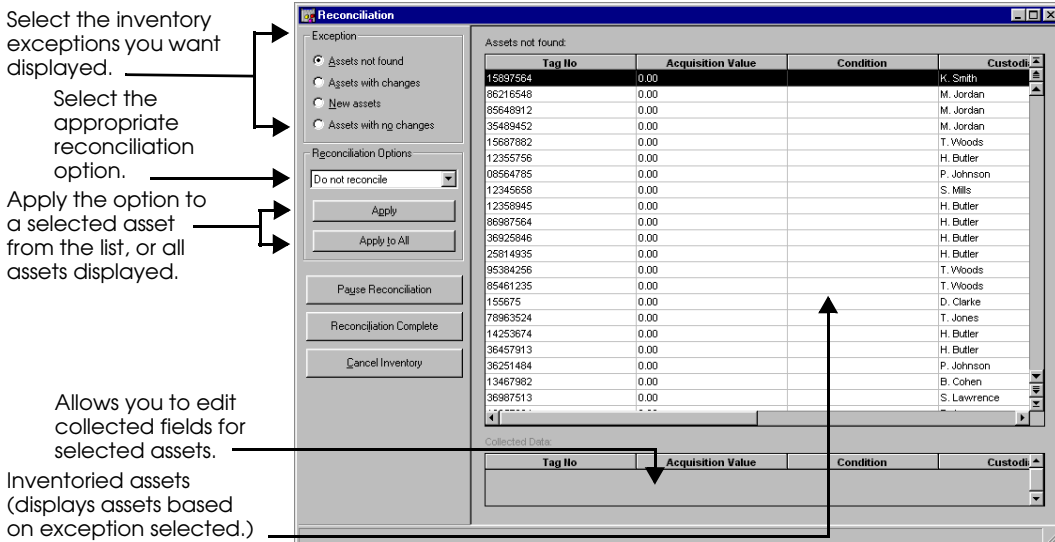 Select the inventory
exceptions you want
displayed.
Select the
appropriate
reconciliation
option.
Apply the option to
a selected asset
from the list, or all
assets displayed.
Allows you to edit
collected fields for
selected assets.
Inventoried assets
(displays assets based
on exception selected.)
Reconciliation
Exception
Assets not found
Assets with changes
New assets
Assets with no changes
Reconciliation Options
Do not reconcile
Apply
Apply to All
Pause Reconciliation
Reconciliation Complete
Cancel Inventory
Assets not found:
Tag No Acquisition Value Condition Custodi
15897564 0.00 K. Smith
86216548 0.00 M. Jordan
85648912 0.00 M. Jordan
35489452 0.00 M. Jordan
15687882 0.00 T. Woods
12355756 0.00 H. Butler
08564785 0.00 P. Johnson
12345658 0.00 S. Mills
12358945 0.00 H. Butler
86987564 0.00 H. Butler
36925846 0.00 H. Butler
25814935 0.00 H. Butler
95384256 0.00 T. Woods
85461235 0.00 T. Woods
155675 0.00 D. Clarke
78963524 0.00 T. Jones
14253674 0.00 H. Butler
36457913 0.00 H. Butler
36251484 0.00 P. Johnson
13467982 0.00 B. Cohen
36987513 0.00 S. Lawrence
Collected Data:
Tag No Acquisition Value Condition Custodi